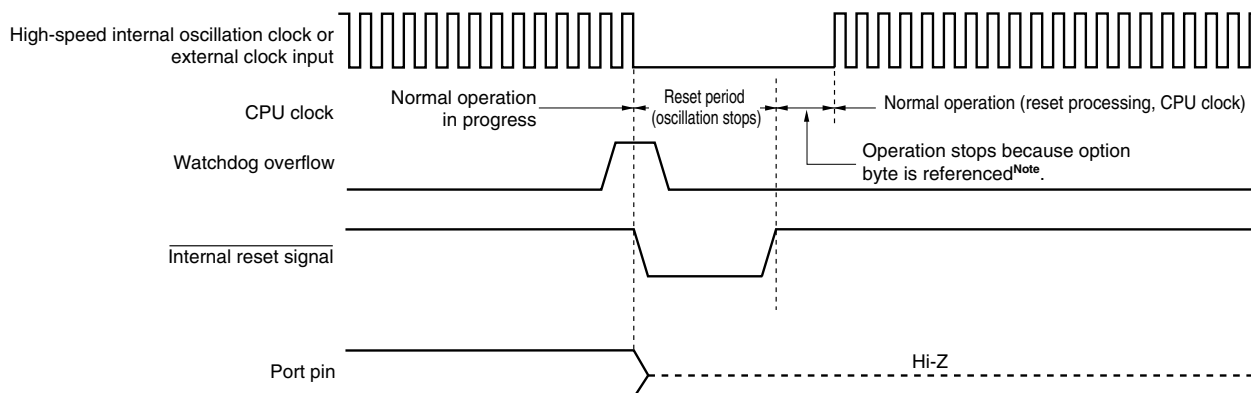 High-speed internal oscillation clock or
external clock input
CPU clock
Normal operation
in progress
Reset period
(oscillation stops)
Normal operation (reset processing, CPU clock)
Operation stops because option
byte is referencedNote.
Watchdog overflow
Internal reset signal
Port pin
Hi-Z